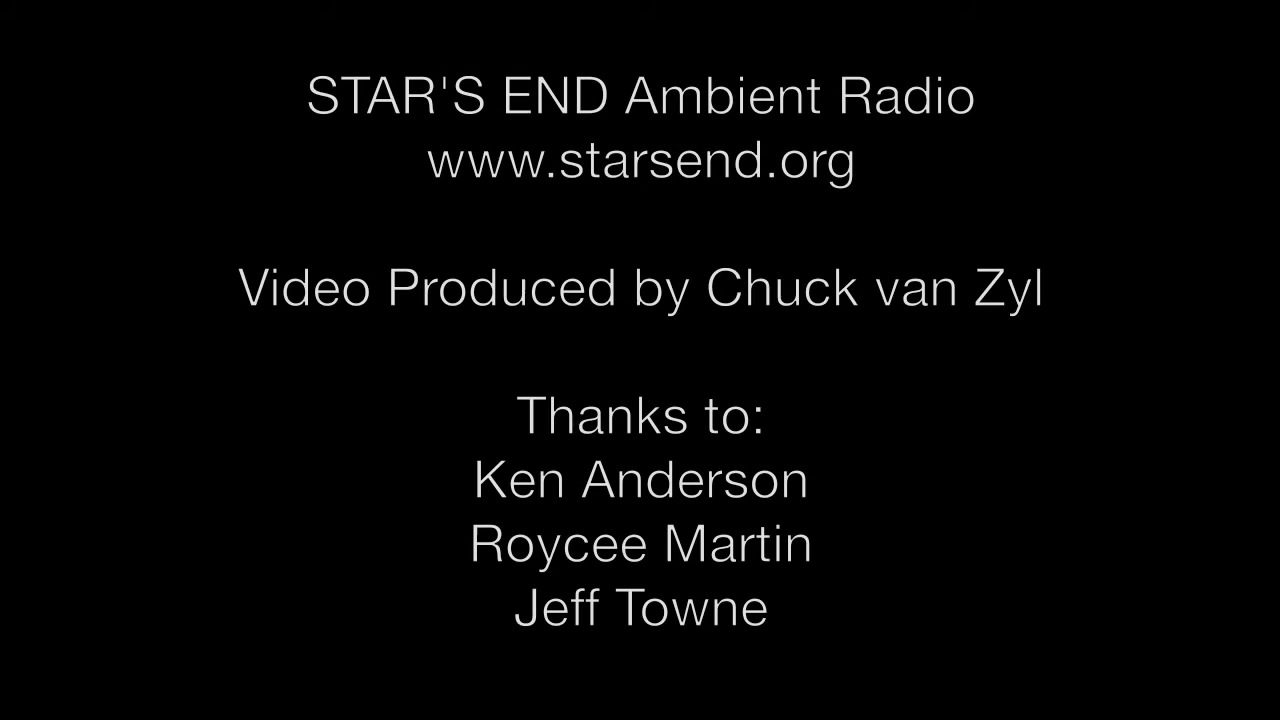 STAR'S END Ambient Radio
www.starsend.org
Video Produced by Chuck van Zyl
Thanks to:
Ken Anderson
Roycee Martin
Jeff Towne